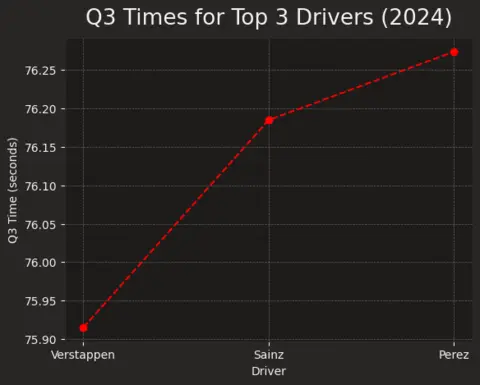 Q3 Times for Top 3 Drivers (2024)
76.25
76.20
76.15
76.10
76.05
76.00
75.95
75.90
Q3 Time (seconds)
Verstappen Sainz Perez
Driver